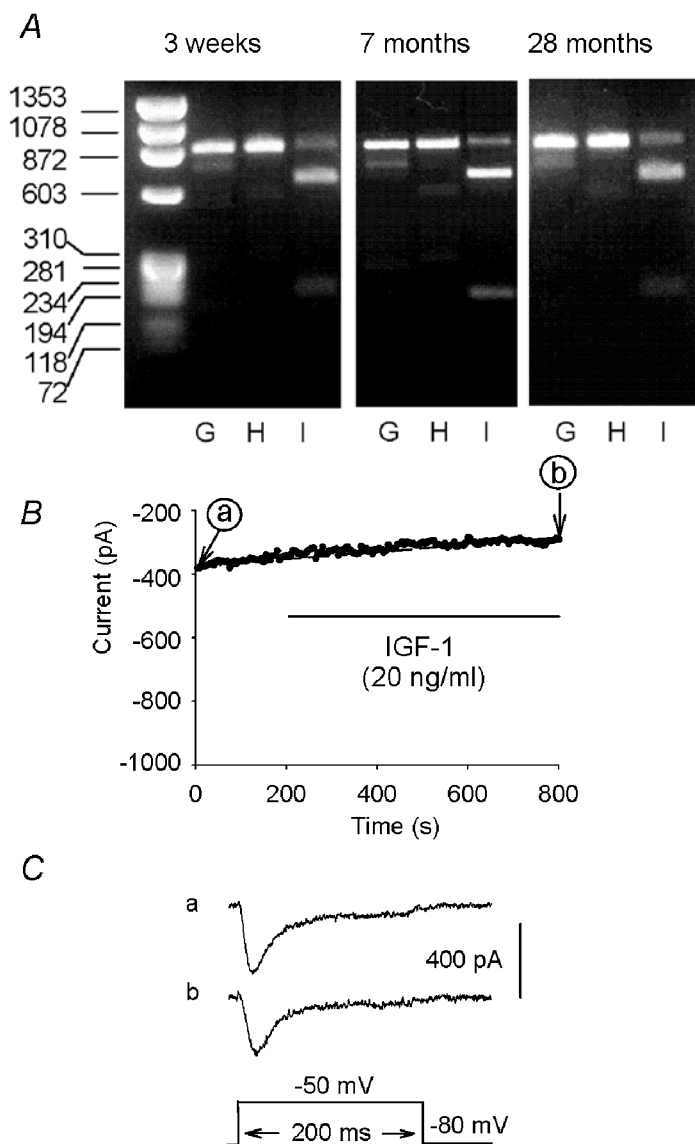 A
3 weeks
7 months
28 months
1353
1078
872
603
310
281
234
194
118
72
G H I
G H I
G H I
B
a
b
-200
-400
-600
-800
-1000
Current (pA)
IGF-1
(20 ng/ml)
0 200 400 600 800
Time (s)
C
a
400 pA
b
-50 mV
200 ms
-80 mV